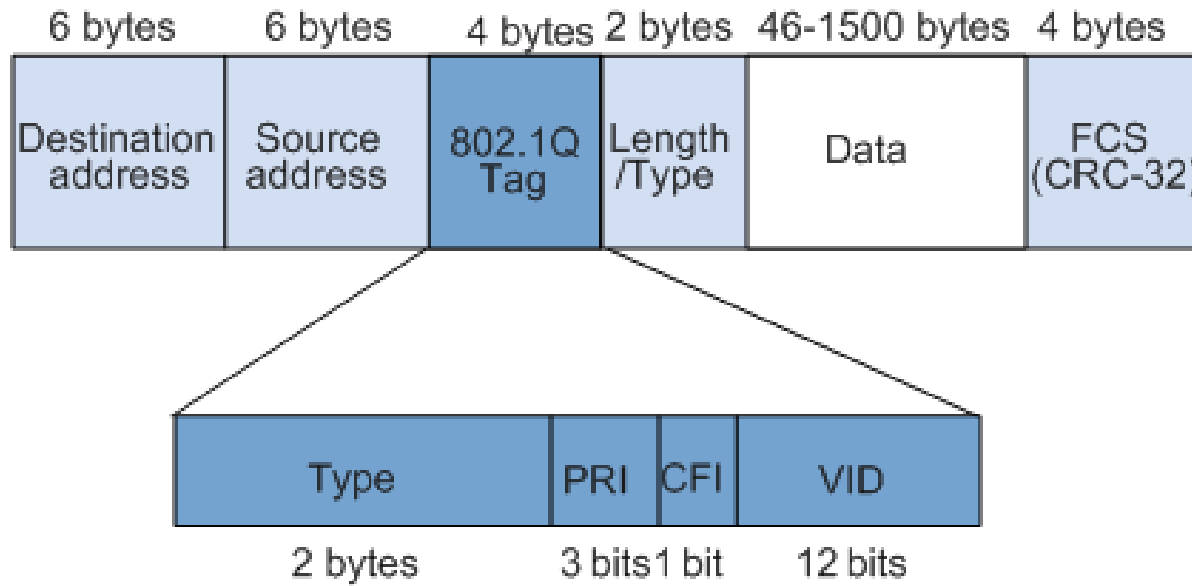 6 bytes 6 bytes 4 bytes 2 bytes 46-1500 bytes 4 bytes
Destination address
Source address
802.1Q Tag
Length /Type
Data
FCS (CRC-32)
Type PRI CFI VID
2 bytes 3 bits 1 bit 12 bits